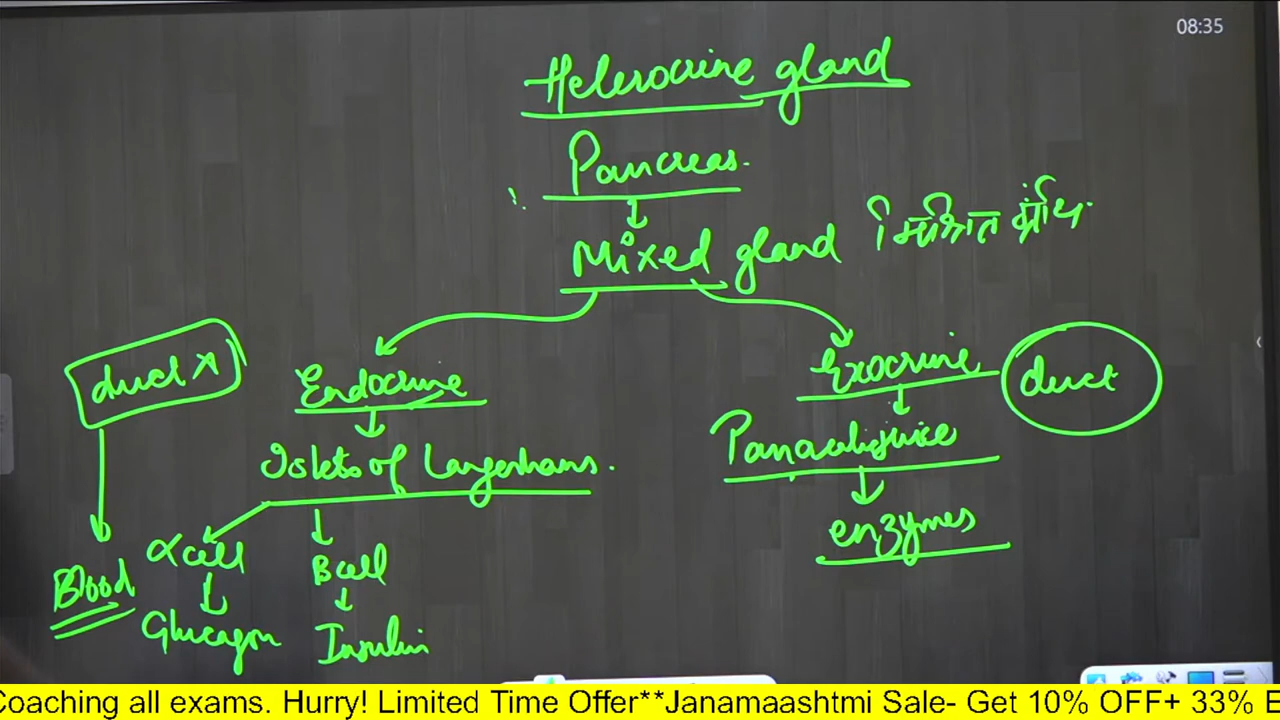 08:35
Heterocrine gland
Pancreas.
Mixed gland मिश्रित ग्रंथि
duct x
Endocrine
Exocrine
duct
Islets of Langerhans.
Pancreatic juice
enzymes
α cell
B cell
Blood
Glucagon
Insulin
Coaching all exams. Hurry! Limited Time Offer**Janamaashtmi Sale- Get 10% OFF+ 33% E